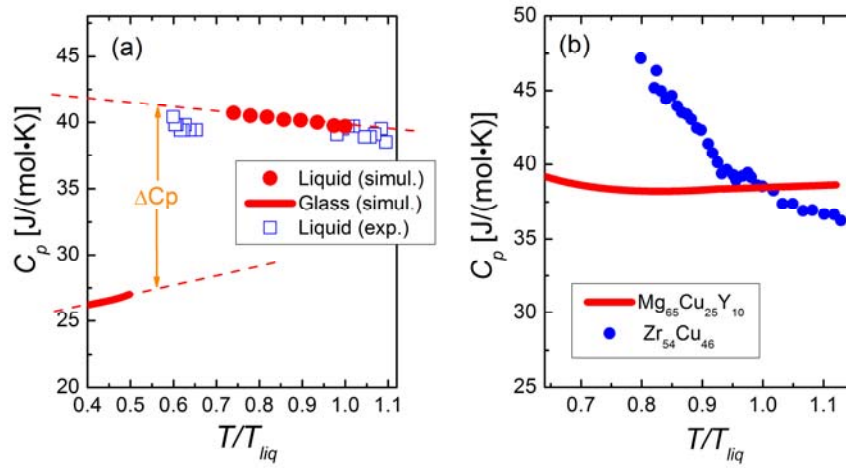 (a)
45
40
35
30
25
20
C_p [J/(mol•K)]
ΔCp
Liquid (simul.)
Glass (simul.)
Liquid (exp.)
0.4 0.5 0.6 0.7 0.8 0.9 1.0 1.1
T/T_liq
(b)
50
45
40
35
30
25
C_p [J/(mol•K)]
Mg₆₅Cu₂₅Y₁₀
Zr₅₄Cu₄₆
0.7 0.8 0.9 1.0 1.1
T/T_liq